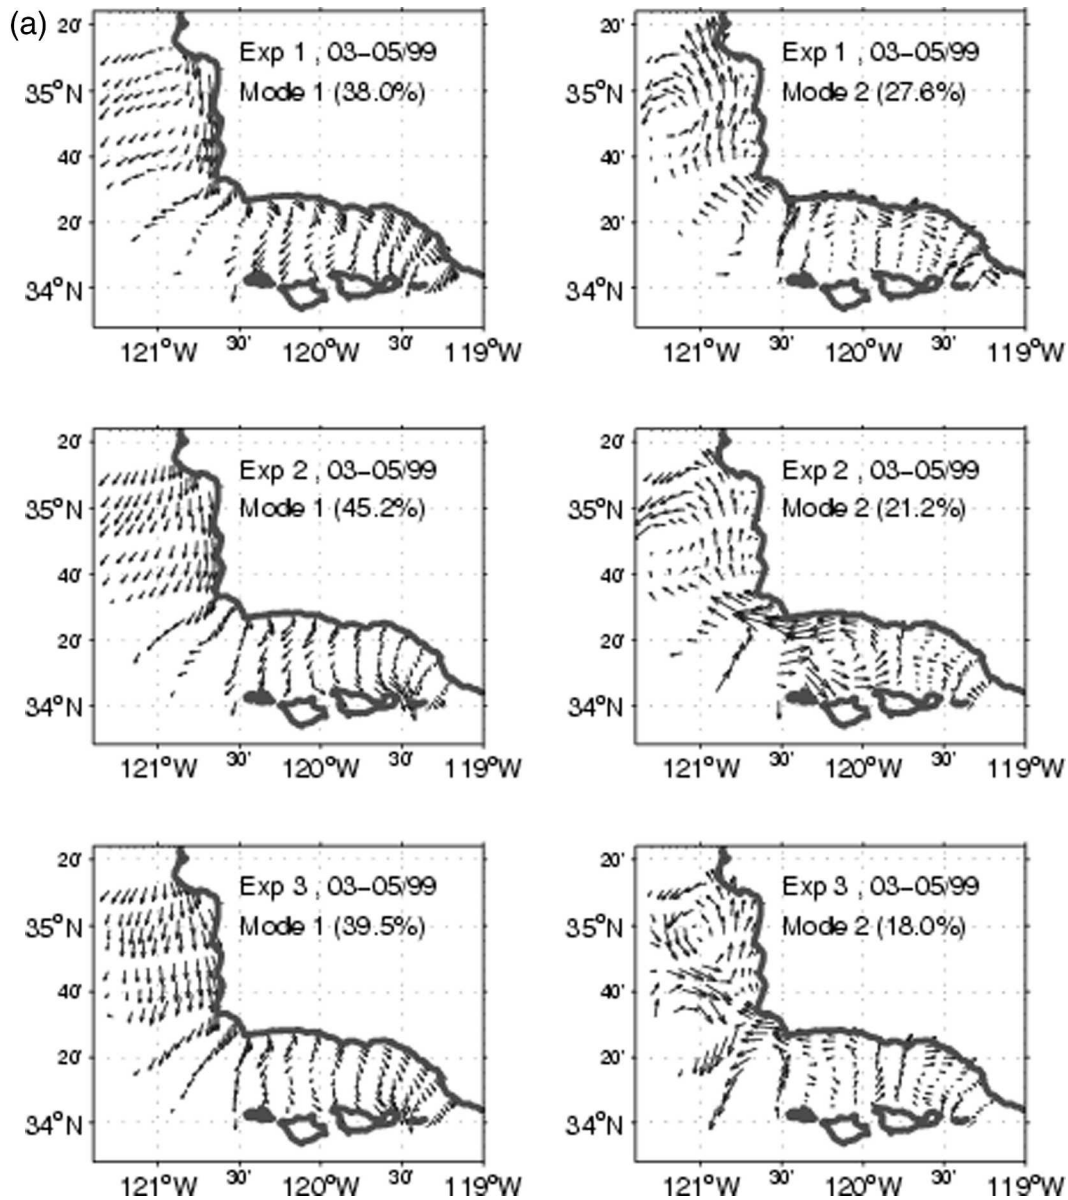 (a)
Exp 1 , 03-05/99
Mode 1 (38.0%)
20'
35°N
40'
20'
34°N
121°W 30' 120°W 30' 119°W
Exp 1 , 03-05/99
Mode 2 (27.6%)
20'
35°N
40'
20'
34°N
121°W 30' 120°W 30' 119°W
Exp 2 , 03-05/99
Mode 1 (45.2%)
20'
35°N
40'
20'
34°N
121°W 30' 120°W 30' 119°W
Exp 2 , 03-05/99
Mode 2 (21.2%)
20'
35°N
40'
20'
34°N
121°W 30' 120°W 30' 119°W
Exp 3 , 03-05/99
Mode 1 (39.5%)
20'
35°N
40'
20'
34°N
121°W 30' 120°W 30' 119°W
Exp 3 , 03-05/99
Mode 2 (18.0%)
20'
35°N
40'
20'
34°N
121°W 30' 120°W 30' 119°W